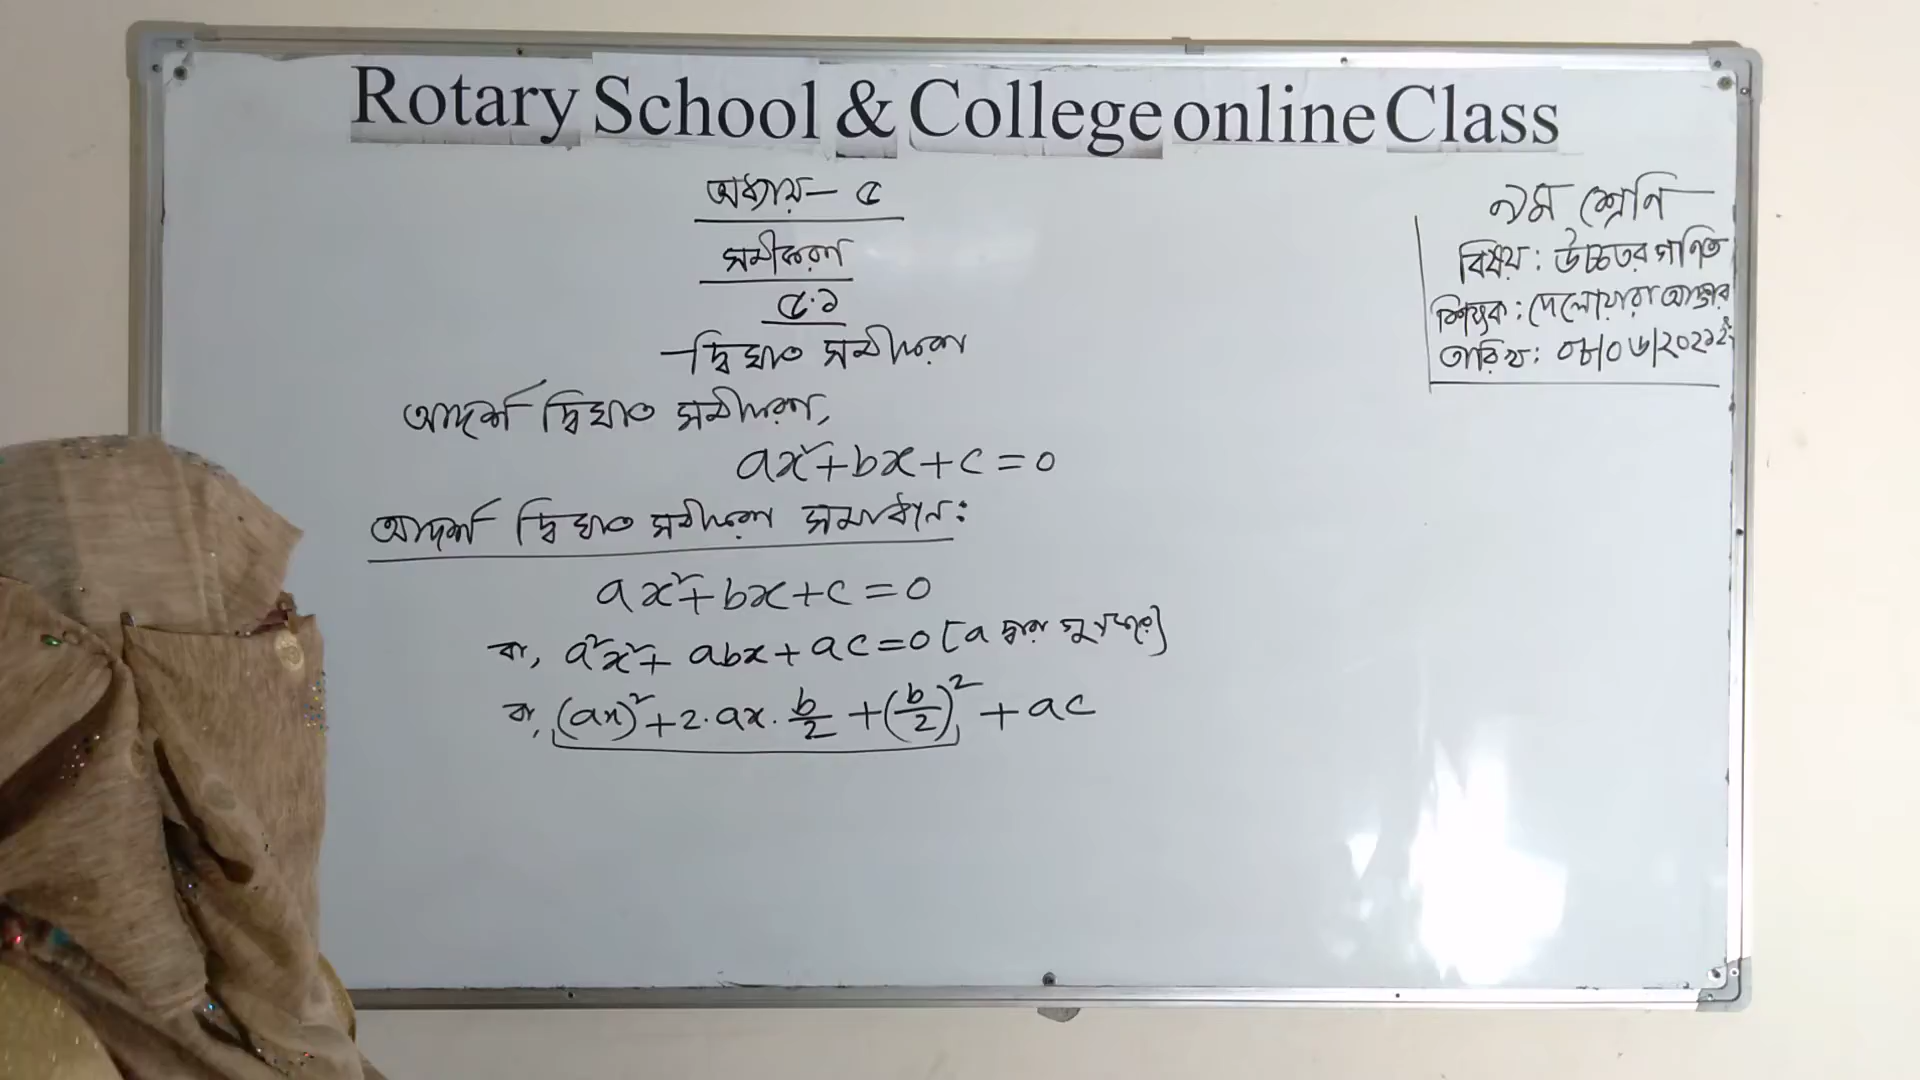 Rotary School & College online Class
অধ্যায়- ৫
সমীকরণ
৫.১
দ্বিঘাত সমীকরণ
আদর্শ দ্বিঘাত সমীকরণ,
ax²+bx+c=0
আদর্শ দ্বিঘাত সমীকরণ সমাধান:
ax²+bx+c=0
বা, a²x²+abx+ac=0 [a দ্বারা গুণ করে]
বা, (ax)²+2.ax.b/2+(b/2)²+ac
৯ম শ্রেণি
বিষয়: উচ্চতর গণিত
শিক্ষক: দেলোয়ারা আক্তার
তারিখ: ০৮/০৬/২০২১ইং